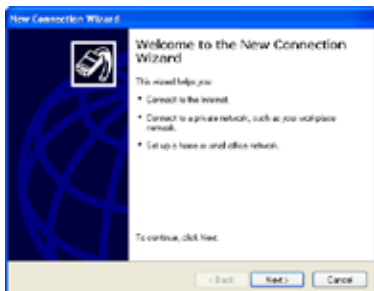 New Connection Wizard
Welcome to the New Connection
Wizard
This wizard helps you:
* Connect to the Internet.
* Connect to a private network, such as your workplace
network.
* Set up a home or small office network.
To continue, click Next.
< Back Next > Cancel